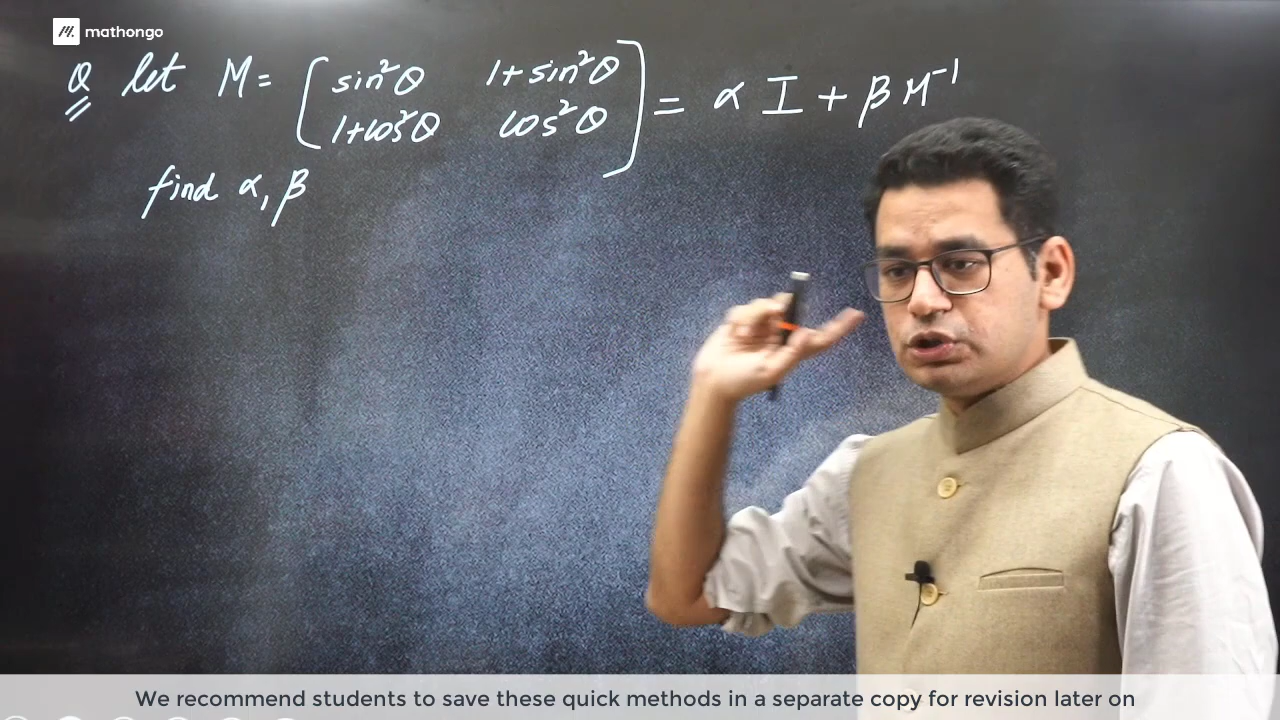 mathongo
Q let M = [ sin²θ 1+sin²θ
1+cos²θ cos²θ ] = α I + β M⁻¹
find α, β
We recommend students to save these quick methods in a separate copy for revision later on